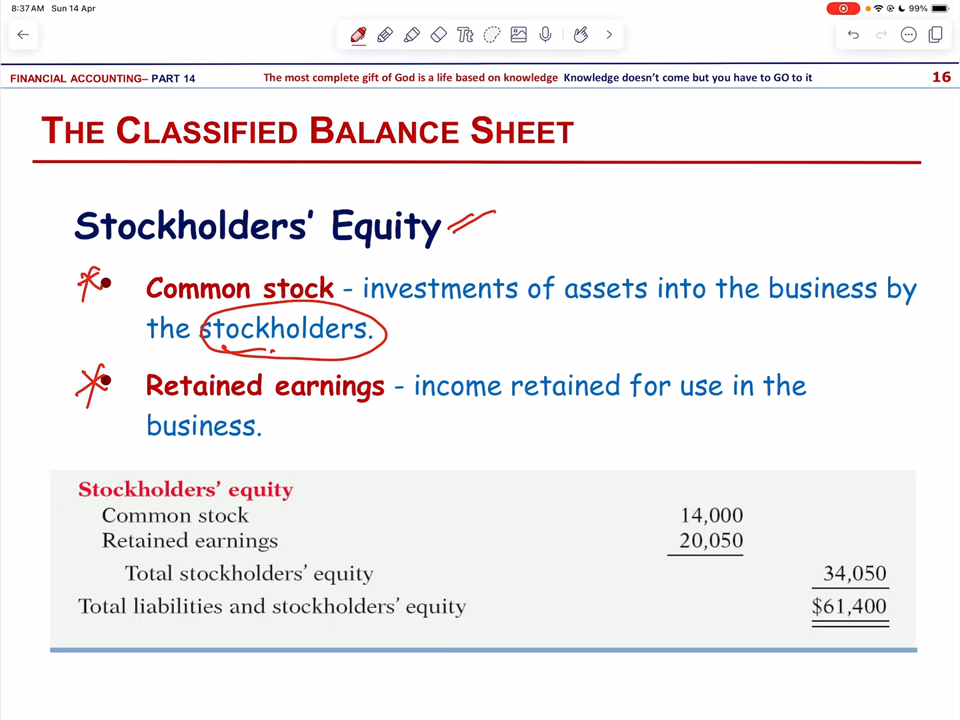 8:37 AM Sun 14 Apr 99%
Tt
FINANCIAL ACCOUNTING– PART 14 The most complete gift of God is a life based on knowledge Knowledge doesn't come but you have to GO to it 16
THE CLASSIFIED BALANCE SHEET
Stockholders' Equity
• Common stock - investments of assets into the business by
the stockholders.
• Retained earnings - income retained for use in the
business.
Stockholders' equity
Common stock 14,000
Retained earnings 20,050
Total stockholders' equity 34,050
Total liabilities and stockholders' equity $61,400